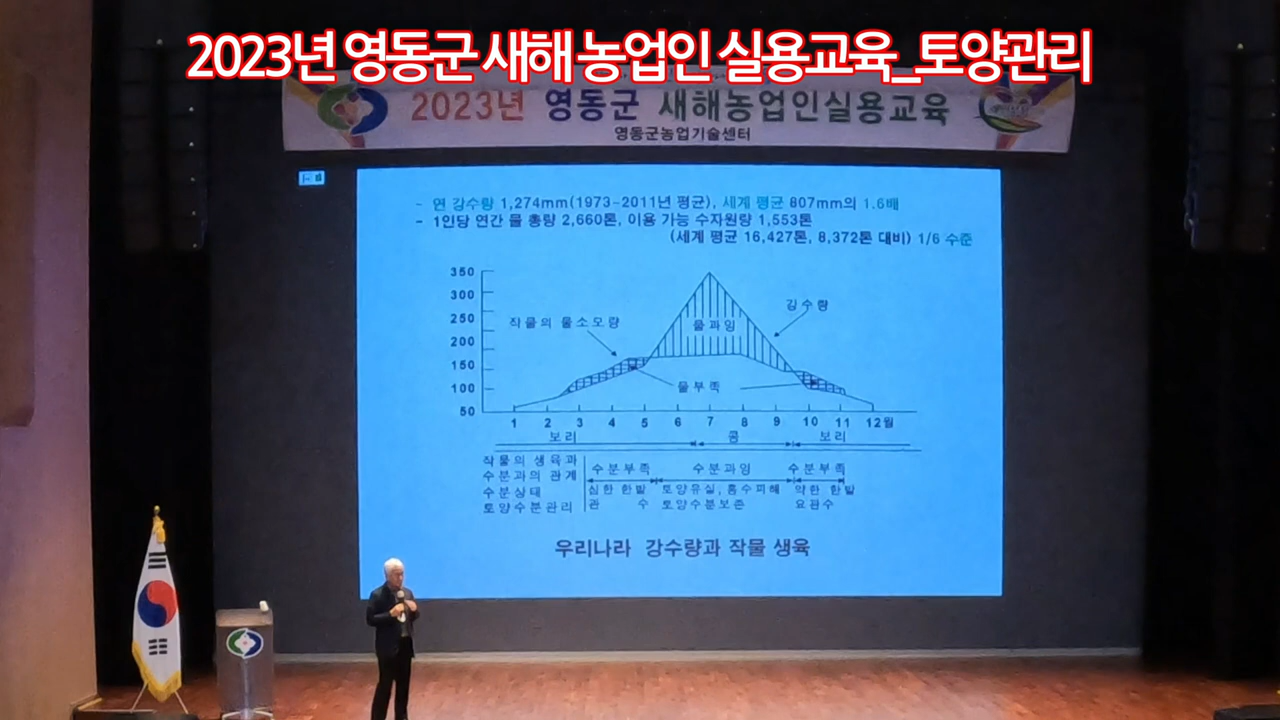 2023년 영동군 새해 농업인 실용교육_토양관리
2023년 영동군 새해농업인실용교육
영동군농업기술센터
- 연 강수량 1,274mm(1973~2011년 평균), 세계 평균 807mm의 1.6배
- 1인당 연간 물 총량 2,660톤, 이용 가능 수자원량 1,553톤
(세계 평균 16,427톤, 8,372톤 대비) 1/6 수준
350
300
250
200
150
100
50
작물의 물소모량
물과잉
강수량
물부족
1 2 3 4 5 6 7 8 9 10 11 12월
보리 콩 보리
작물의 생육과
수분과의 관계
수분상태
토양수분관리
수분부족 수분과잉 수분부족
심한 한발 토양유실, 홍수피해 약한 한발
관 수 토양수분보존 요관수
우리나라 강수량과 작물 생육